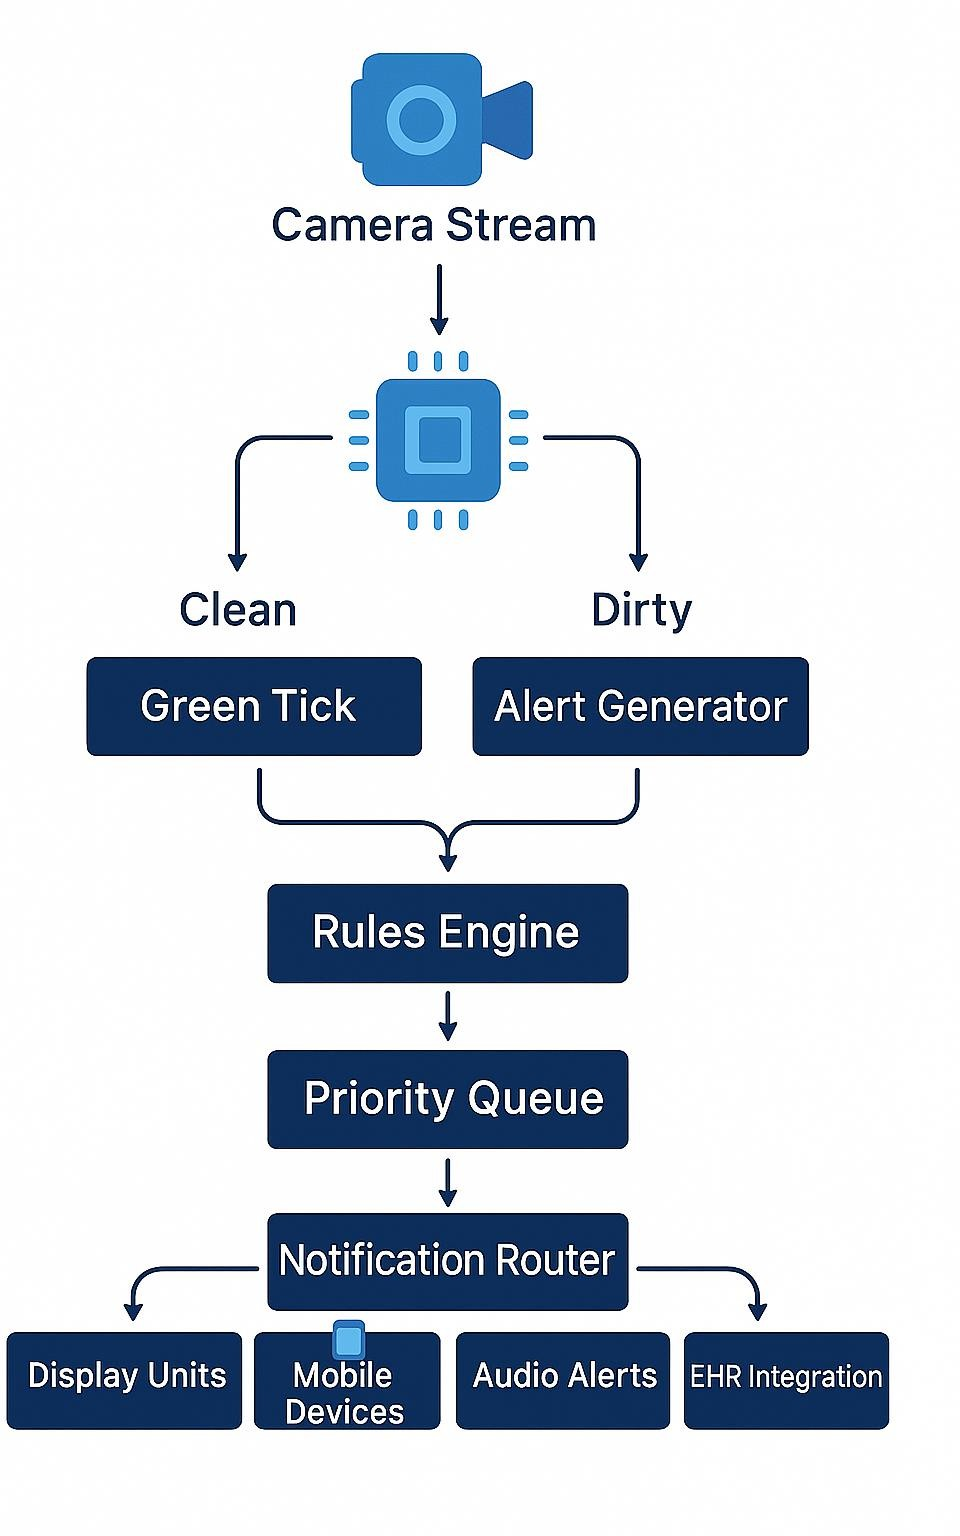 Camera Stream
Clean
Dirty
Green Tick
Alert Generator
Rules Engine
Priority Queue
Notification Router
Display Units
Mobile
Devices
Audio Alerts
EHR Integration